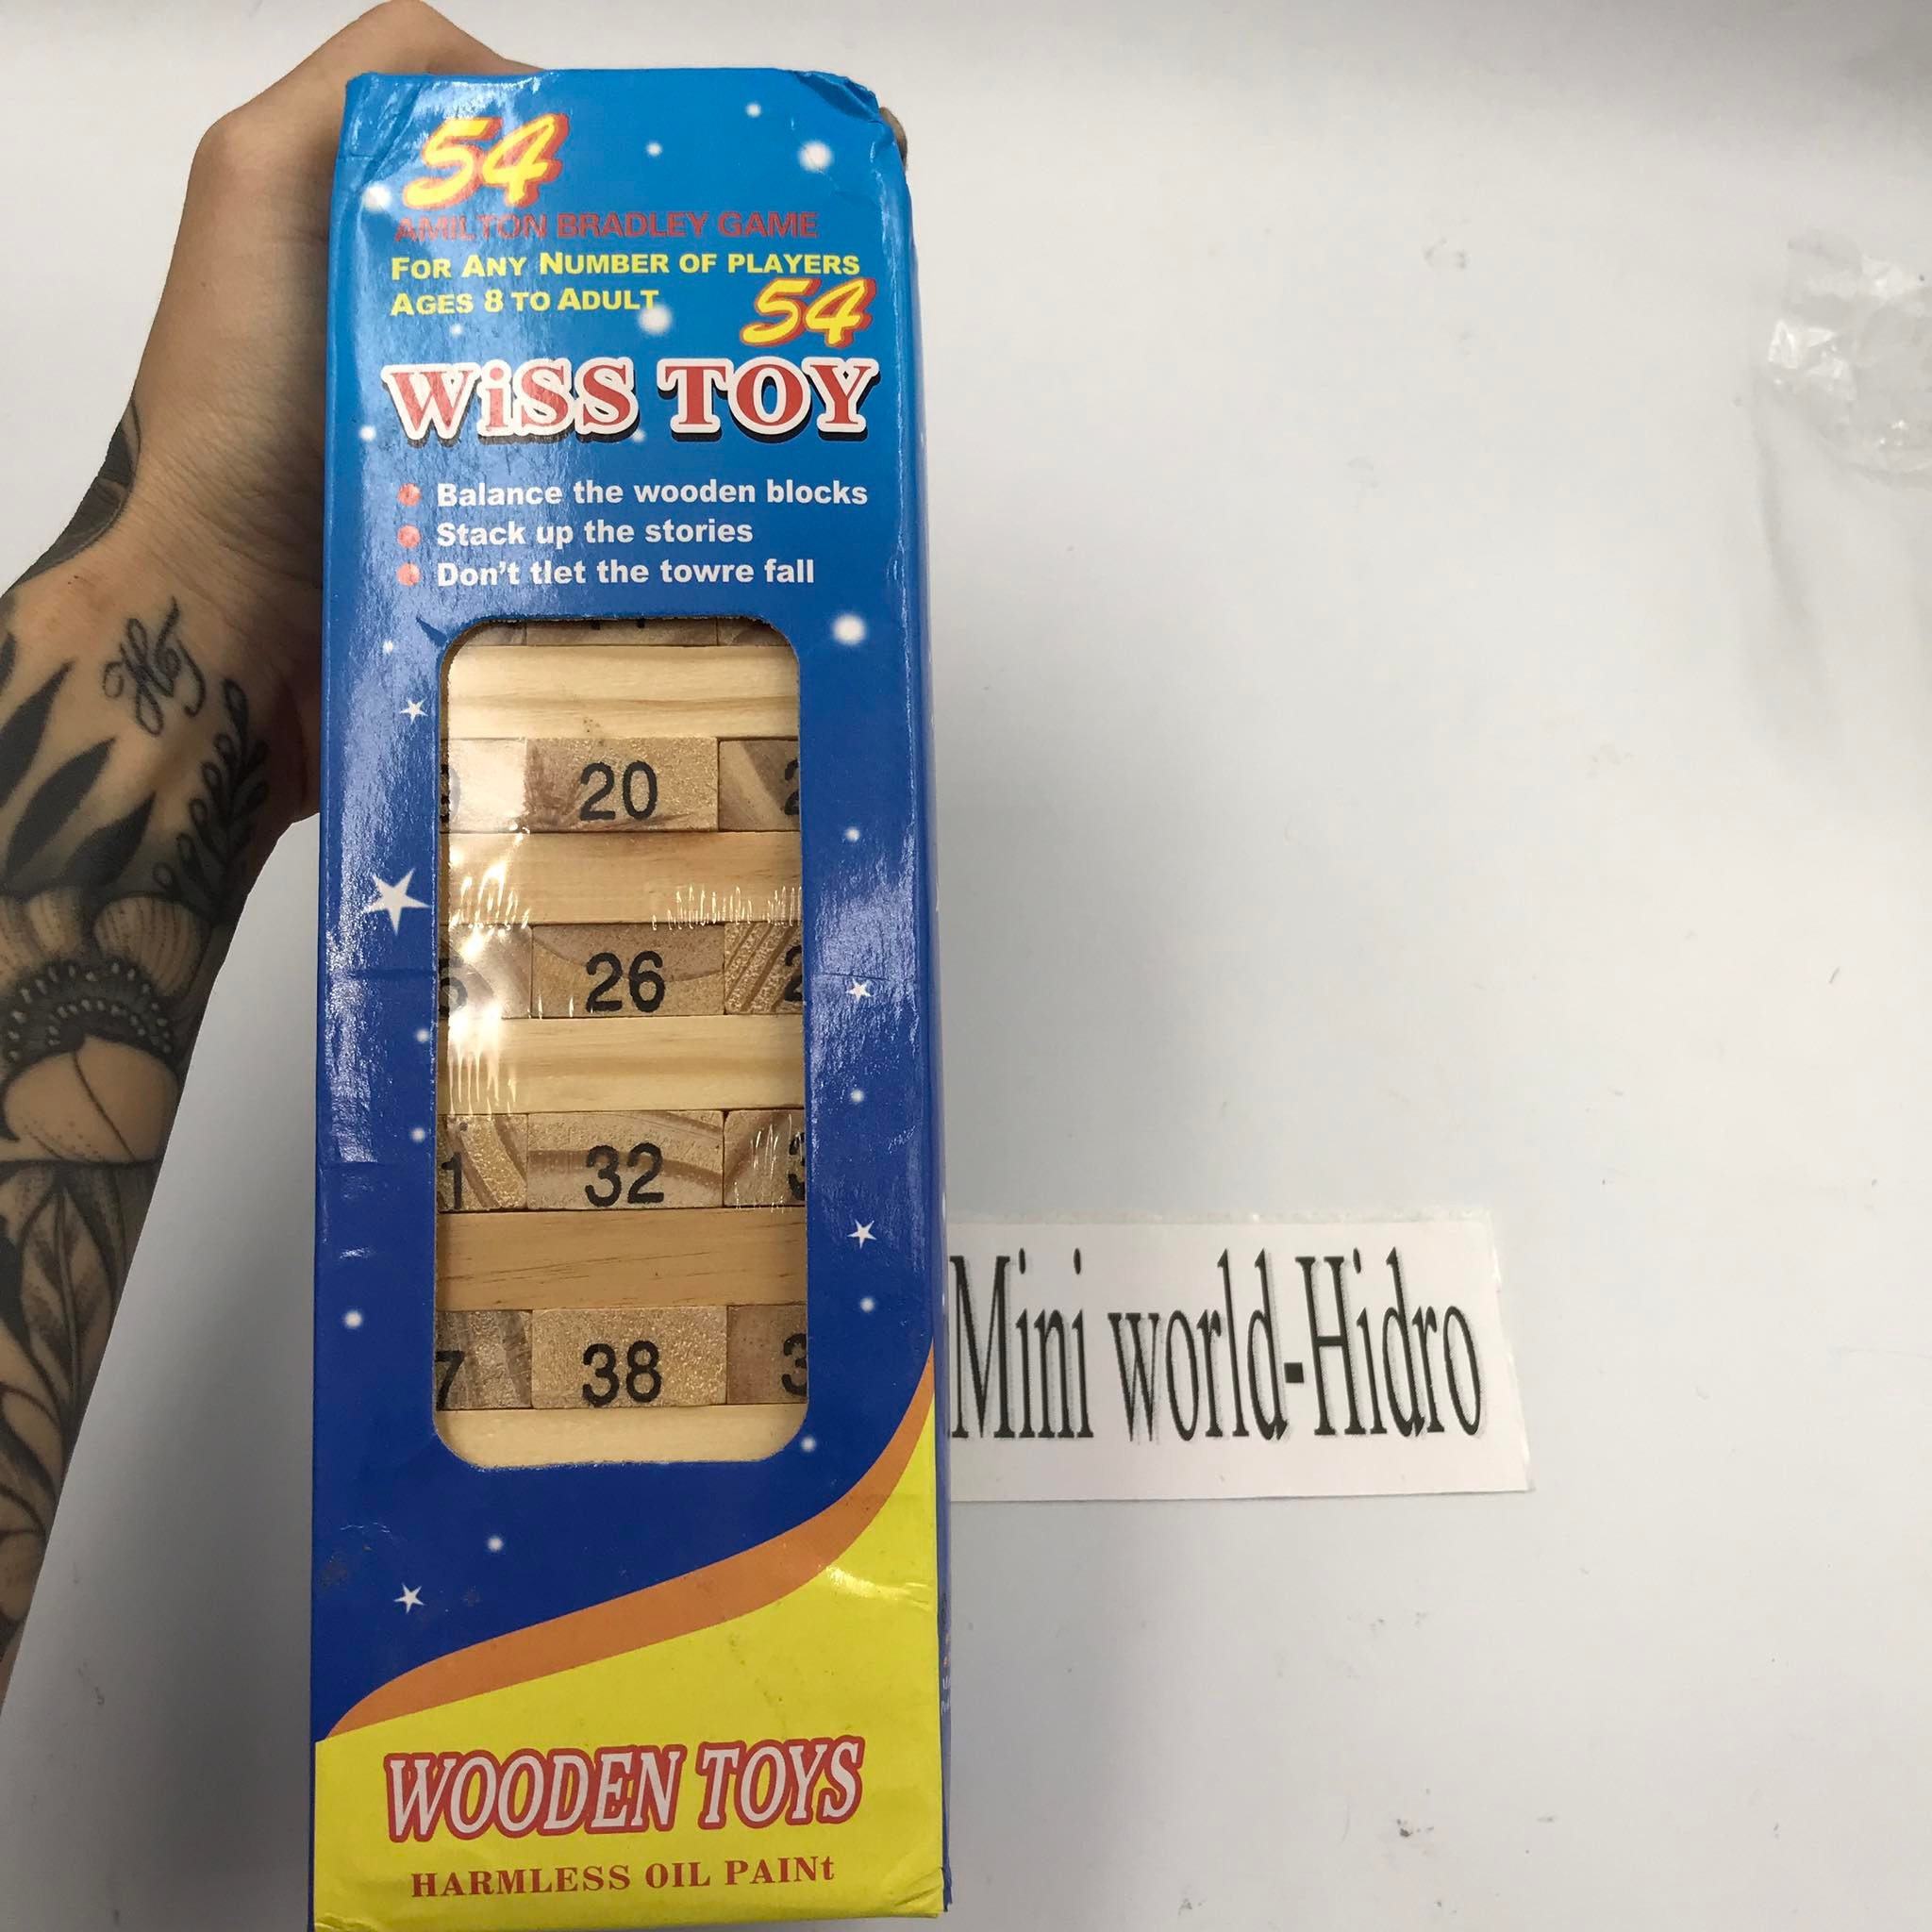 54
AMILTON BRADLEY GAME
FOR ANY NUMBER OF PLAYERS
AGES 8 TO ADULT
54
WiSS TOY
Balance the wooden blocks
Stack up the stories
Don't tlet the towre fall
20
26
32
38
Mini world-Hidro
WOODEN TOYS
HARMLESS OIL PAINt